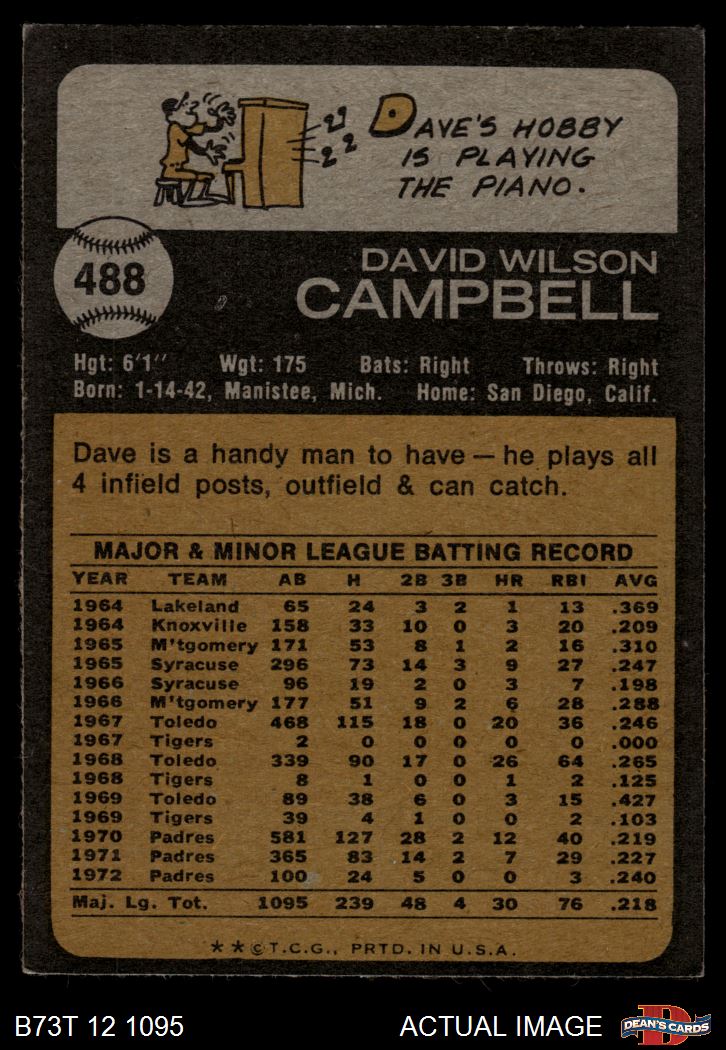 DAVE'S HOBBY
IS PLAYING
THE PIANO.
488
DAVID WILSON
CAMPBELL
Hgt: 6'1" Wgt: 175 Bats: Right Throws: Right
Born: 1-14-42, Manistee, Mich. Home: San Diego, Calif.
Dave is a handy man to have — he plays all
4 infield posts, outfield & can catch.
MAJOR & MINOR LEAGUE BATTING RECORD
YEAR TEAM AB H 2B 3B HR RBI AVG
1964 Lakeland 65 24 3 2 1 13 .369
1964 Knoxville 158 33 10 0 3 20 .209
1965 M'tgomery 171 53 8 1 2 16 .310
1965 Syracuse 296 73 14 3 9 27 .247
1966 Syracuse 96 19 2 0 3 7 .198
1966 M'tgomery 177 51 9 2 6 28 .288
1967 Toledo 468 115 18 0 20 36 .246
1967 Tigers 2 0 0 0 0 0 .000
1968 Toledo 339 90 17 0 26 64 .265
1968 Tigers 8 1 0 0 1 2 .125
1969 Toledo 89 38 6 0 3 15 .427
1969 Tigers 39 4 1 0 0 2 .103
1970 Padres 581 127 28 2 12 40 .219
1971 Padres 365 83 14 2 7 29 .227
1972 Padres 100 24 5 0 0 3 .240
Maj. Lg. Tot. 1095 239 48 4 30 76 .218
★★©T.C.G., PRTD. IN U.S.A.
B73T 12 1095 ACTUAL IMAGE DEAN'S CARDS